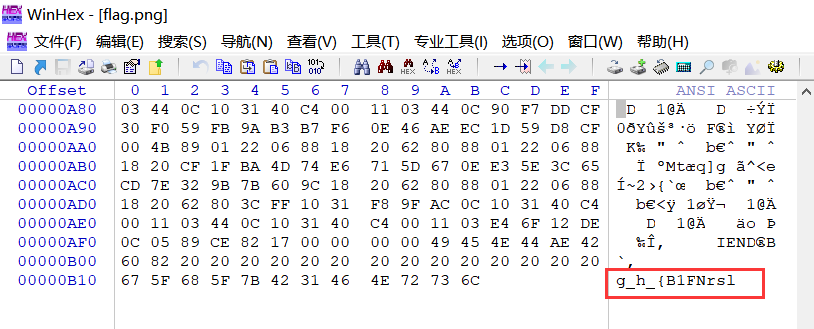 WinHex - [flag.png]
文件(F) 编辑(E) 搜索(S) 导航(N) 查看(V) 工具(T) 专业工具(I) 选项(O) 窗口(W) 帮助(H)
Offset 0 1 2 3 4 5 6 7 8 9 A B C D E F ANSI ASCII
00000A80 03 44 0C 10 31 40 C4 00 11 03 44 0C 90 F7 DD CF D 1@Ä D ÷ÝÏ
00000A90 30 F0 59 FB 9A B3 B7 F6 0E 46 AE EC 1D 59 D8 CF 0ðYûš³·ö F®ì YØÏ
00000AA0 00 4B 89 01 22 06 88 18 20 62 80 88 01 22 06 88 K‰ " ˆ b€ˆ " ˆ
00000AB0 18 20 CF 1F BA 4D 74 E6 71 5D 67 0E E3 5E 3C 65 Ï ºMtæq]g ã^<e
00000AC0 CD 7E 32 9B 7B 60 9C 18 20 62 80 88 01 22 06 88 Í~2›{`œ b€ˆ " ˆ
00000AD0 18 20 62 80 3C FF 10 31 F8 9F AC 0C 10 31 40 C4 b€<ÿ 1øŸ¬ 1@Ä
00000AE0 00 11 03 44 0C 10 31 40 C4 00 11 03 E4 6F 12 DE D 1@Ä äo Þ
00000AF0 0C 05 89 CE 82 17 00 00 00 00 49 45 4E 44 AE 42 ‰Î‚ IEND®B
00000B00 60 82 20 20 20 20 20 20 20 20 20 20 20 20 20 20 `‚
00000B10 67 5F 68 5F 7B 42 31 46 4E 72 73 6C g_h_{B1FNrsl